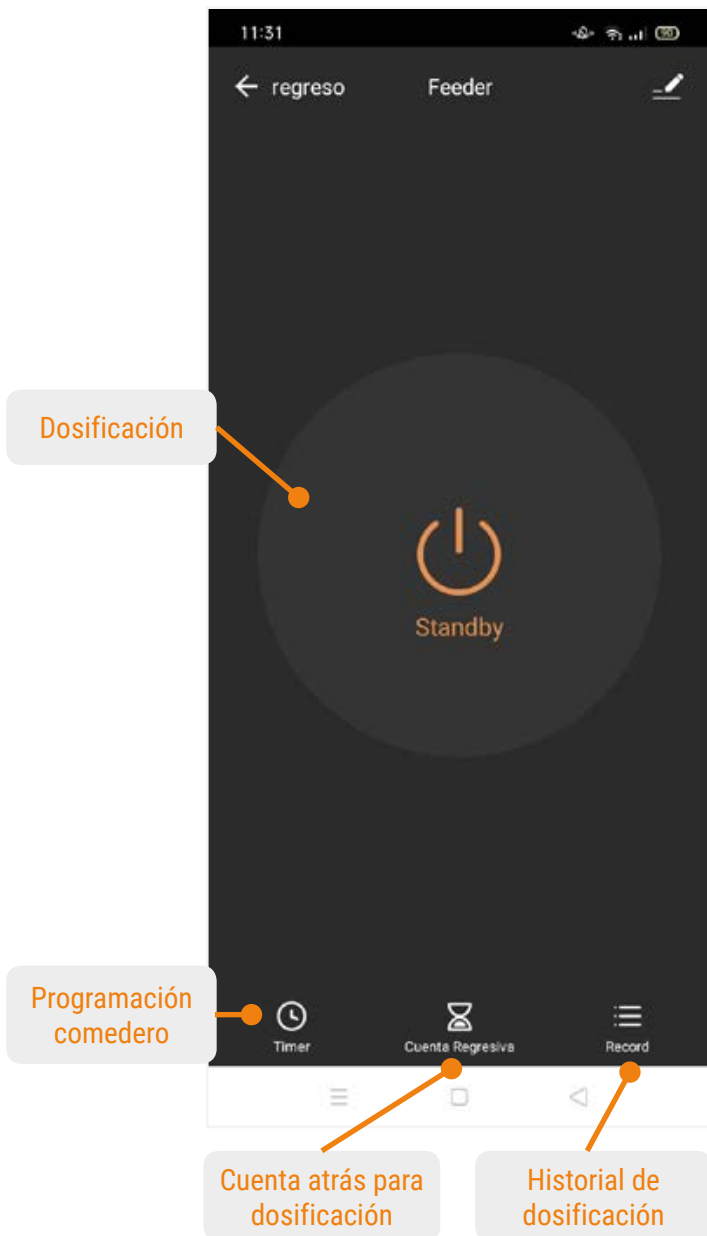 11:31
regreso
Feeder
Dosificación
Standby
Programación
comedero
Timer
Cuenta Regresiva
Record
Cuenta atrás para
dosificación
Historial de
dosificación